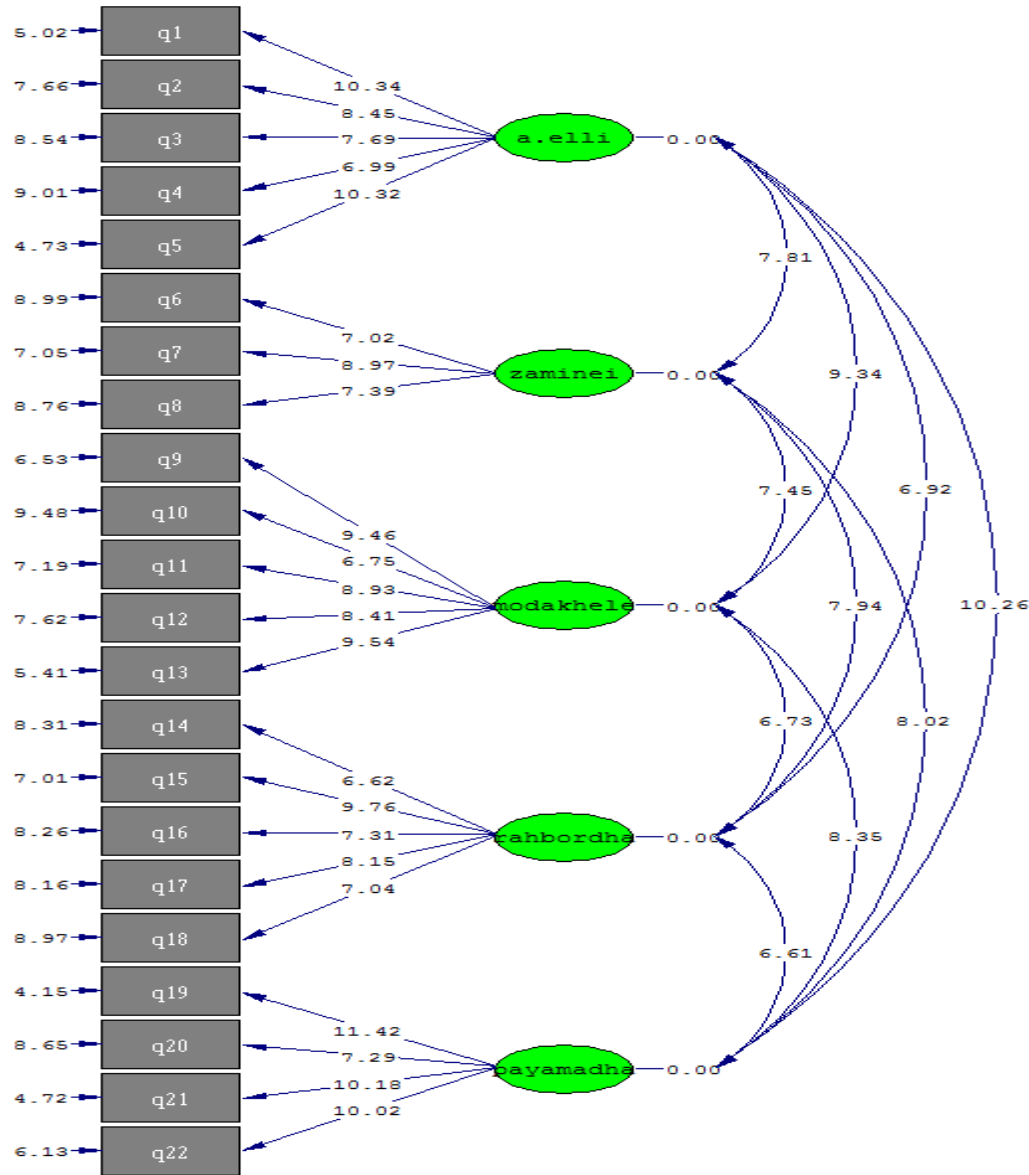 5.02 q1
7.66 q2
8.54 q3
9.01 q4
4.73 q5
8.99 q6
7.05 q7
8.76 q8
6.53 q9
9.48 q10
7.19 q11
7.62 q12
5.41 q13
8.31 q14
7.01 q15
8.26 q16
8.16 q17
8.97 q18
4.15 q19
8.65 q20
4.72 q21
6.13 q22
10.34
8.45
7.69
6.99
10.32
7.02
8.97
7.39
9.46
6.75
8.93
8.41
9.54
6.62
9.76
7.31
8.15
7.04
11.42
7.29
10.18
10.02
a.elli 0.00
zaminei 0.00
modakhele 0.00
rahbordha 0.00
payamadha 0.00
7.81
9.34
7.45
6.92
7.94
10.26
6.73
8.02
8.35
6.61